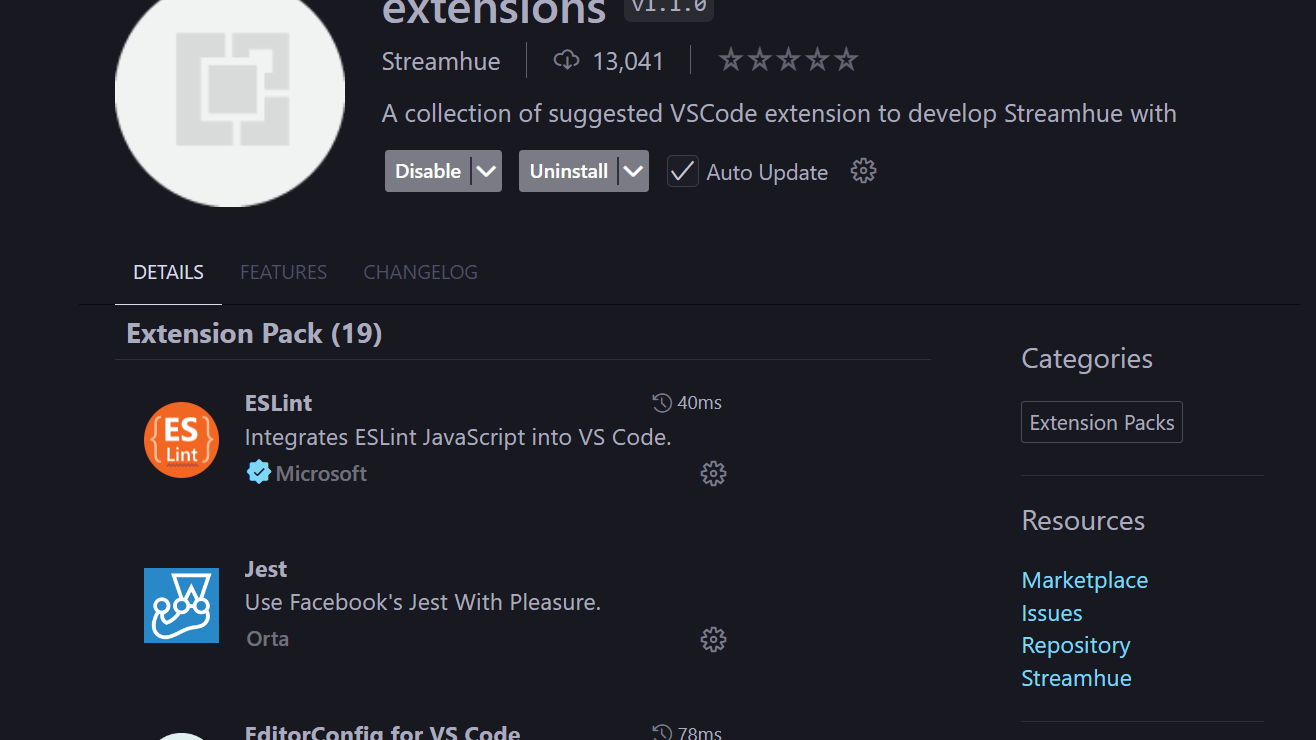 extensions v1.1.0
Streamhue 13,041
A collection of suggested VSCode extension to develop Streamhue with
Disable Uninstall Auto Update
DETAILS FEATURES CHANGELOG
Extension Pack (19)
ESLint 40ms
Integrates ESLint JavaScript into VS Code.
Microsoft
Jest
Use Facebook's Jest With Pleasure.
Orta
EditorConfig for VS Code 78ms
Categories
Extension Packs
Resources
Marketplace
Issues
Repository
Streamhue
{ES}
Lint